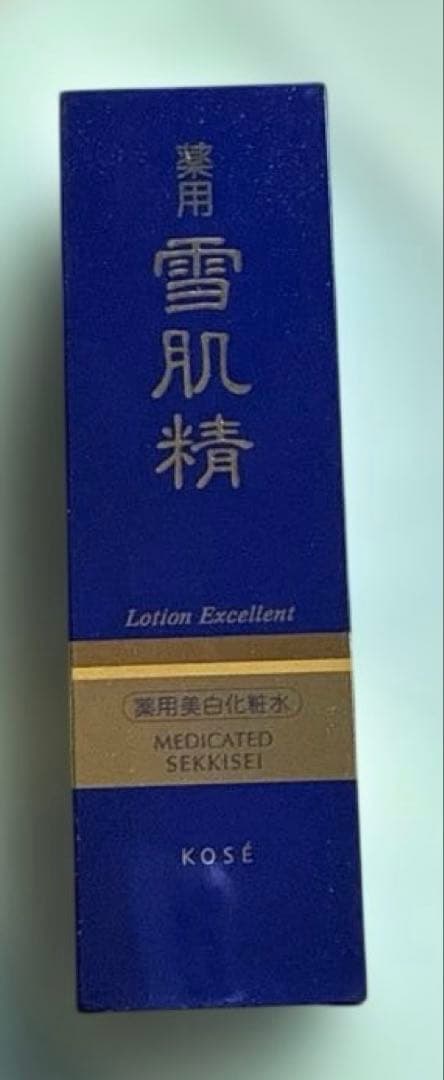 薬用
雪肌精
Lotion Excellent
薬用美白化粧水
MEDICATED
SEKKISEI
KOSÉ